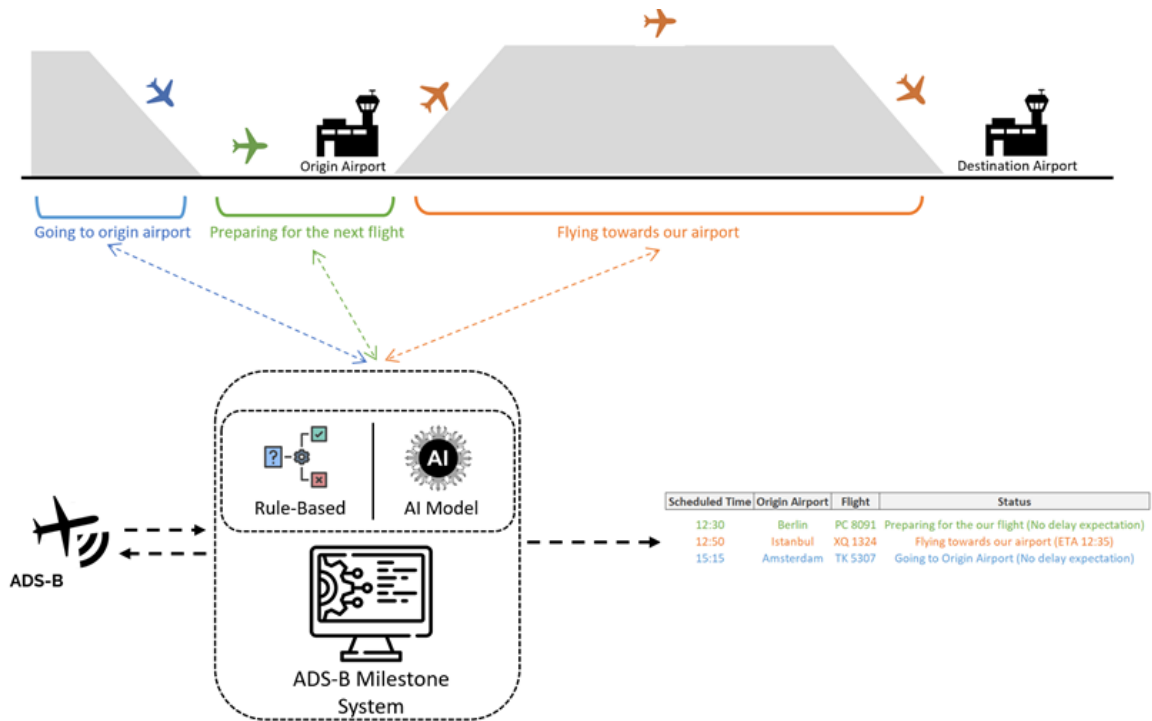 Origin Airport
Destination Airport
Going to origin airport
Preparing for the next flight
Flying towards our airport
?
AI
Rule-Based
AI Model
ADS-B
ADS-B Milestone
System
Scheduled Time Origin Airport Flight Status
12:30 Berlin PC 8091 Preparing for the our flight (No delay expectation)
12:50 Istanbul XQ 1324 Flying towards our airport (ETA 12:35)
15:15 Amsterdam TK 5307 Going to Origin Airport (No delay expectation)